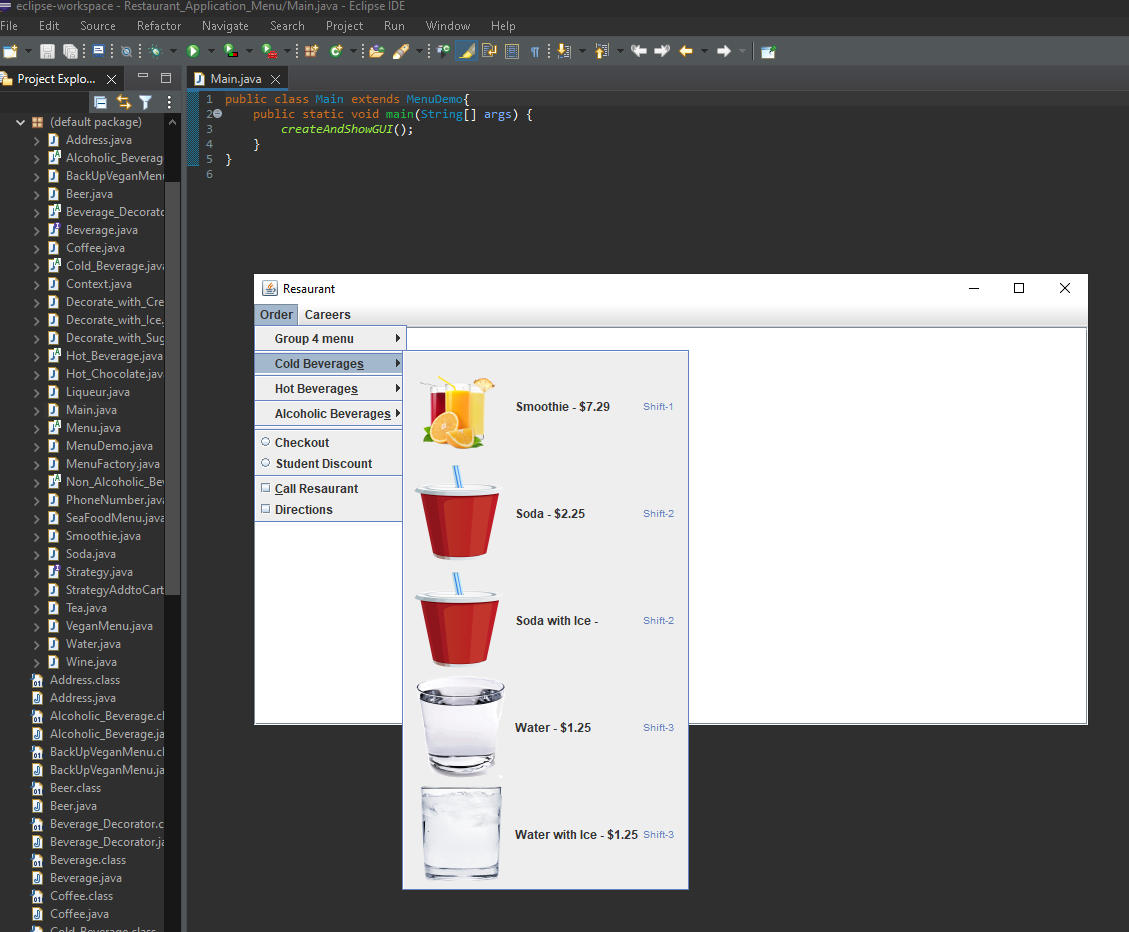 eclipse-workspace - Restaurant_Application_Menu/Main.java - Eclipse IDE
File Edit Source Refactor Navigate Search Project Run Window Help
Project Explo...
Main.java
(default package)
Address.java
Alcoholic_Beverag
BackUpVeganMenu
Beer.java
Beverage_Decorato
Beverage.java
Coffee.java
Cold_Beverage.java
Context.java
Decorate_with_Cre
Decorate_with_Ice.
Decorate_with_Sug
Hot_Beverage.java
Hot_Chocolate.jav
Liqueur.java
Main.java
Menu.java
MenuDemo.java
MenuFactory.java
Non_Alcoholic_Bev
PhoneNumber.java
SeaFoodMenu.java
Smoothie.java
Soda.java
Strategy.java
StrategyAddtoCart
Tea.java
VeganMenu.java
Water.java
Wine.java
Address.class
Address.java
Alcoholic_Beverage.cl
Alcoholic_Beverage.ja
BackUpVeganMenu.cl
BackUpVeganMenu.ja
Beer.class
Beer.java
Beverage_Decorator.c
Beverage_Decorator.ja
Beverage.class
Beverage.java
Coffee.class
Coffee.java
Cold_Beverage.class
1 public class Main extends MenuDemo{
2 public static void main(String[] args) {
3 createAndShowGUI();
4 }
5 }
6
Resaurant
Order Careers
Group 4 menu
Cold Beverages
Hot Beverages
Alcoholic Beverages
Checkout
Student Discount
Call Resaurant
Directions
Smoothie - $7.29 Shift-1
Soda - $2.25 Shift-2
Soda with Ice - Shift-2
Water - $1.25 Shift-3
Water with Ice - $1.25 Shift-3